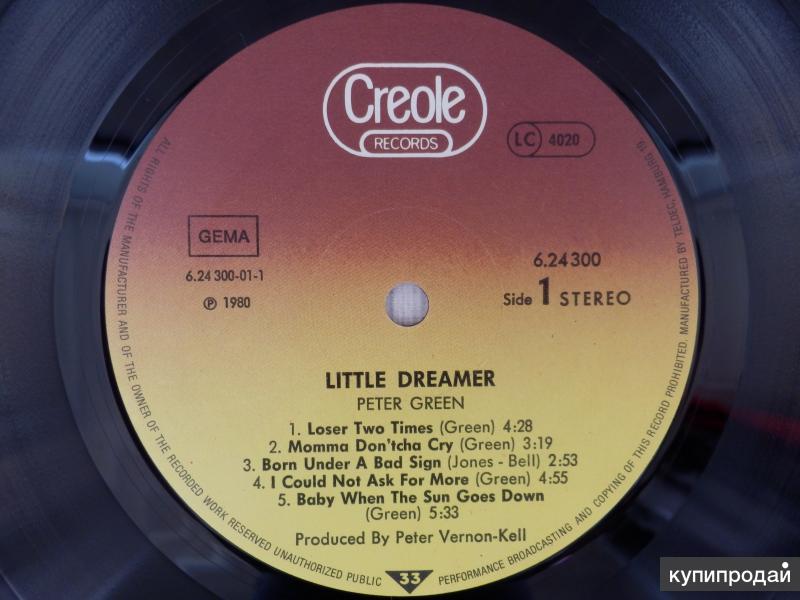 Creole
RECORDS
LC 4020
GEMA
6.24 300-01-1
℗ 1980
6.24300
Side 1 STEREO
LITTLE DREAMER
PETER GREEN
1. Loser Two Times (Green) 4:28
2. Momma Don'tcha Cry (Green) 3:19
3. Born Under A Bad Sign (Jones - Bell) 2:53
4. I Could Not Ask For More (Green) 4:55
5. Baby When The Sun Goes Down
(Green) 5:33
Produced By Peter Vernon-Kell
33
ALL RIGHTS OF THE MANUFACTURER AND OF THE OWNER OF THE RECORDED WORK RESERVED UNAUTHORIZED PUBLIC PERFORMANCE BROADCASTING AND COPYING OF THIS RECORD PROHIBITED. MANUFACTURED BY TELDEC, HAMBURG 19.
купипродай